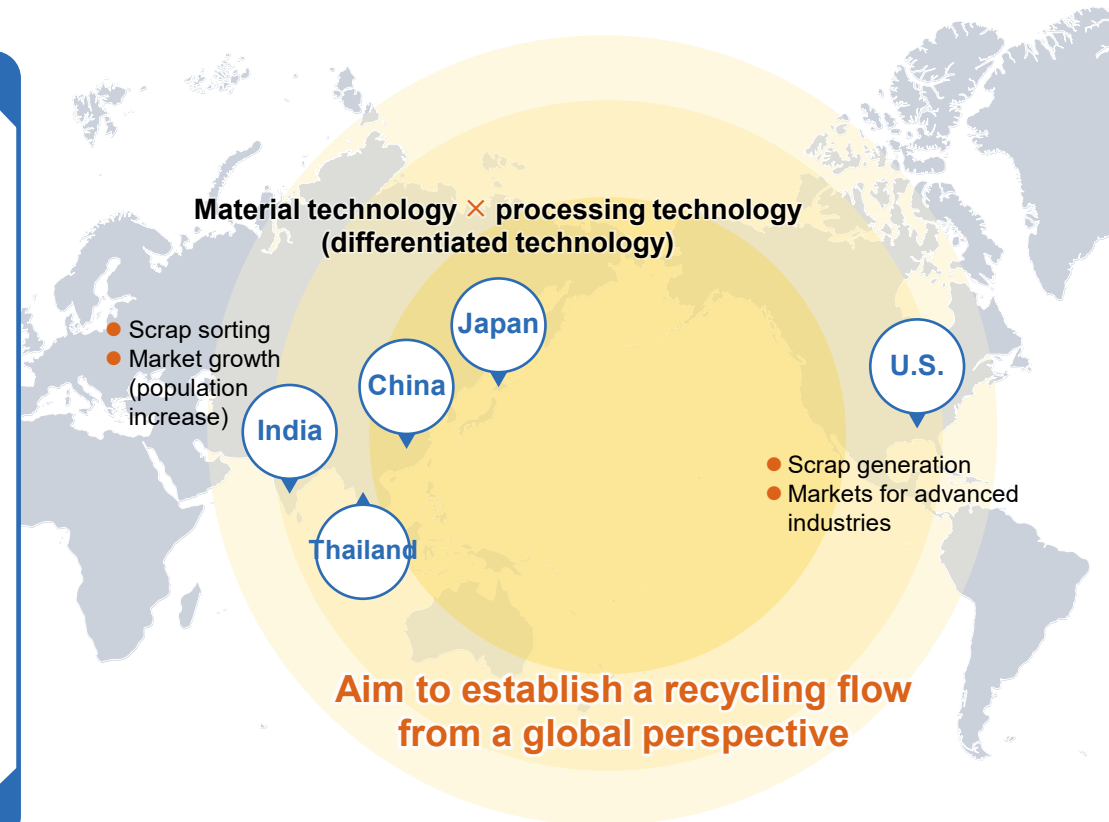 Material technology × processing technology
(differentiated technology)
Japan
● Scrap sorting
● Market growth
(population
increase)
China
U.S.
India
● Scrap generation
● Markets for advanced
industries
Thailand
Aim to establish a recycling flow
from a global perspective